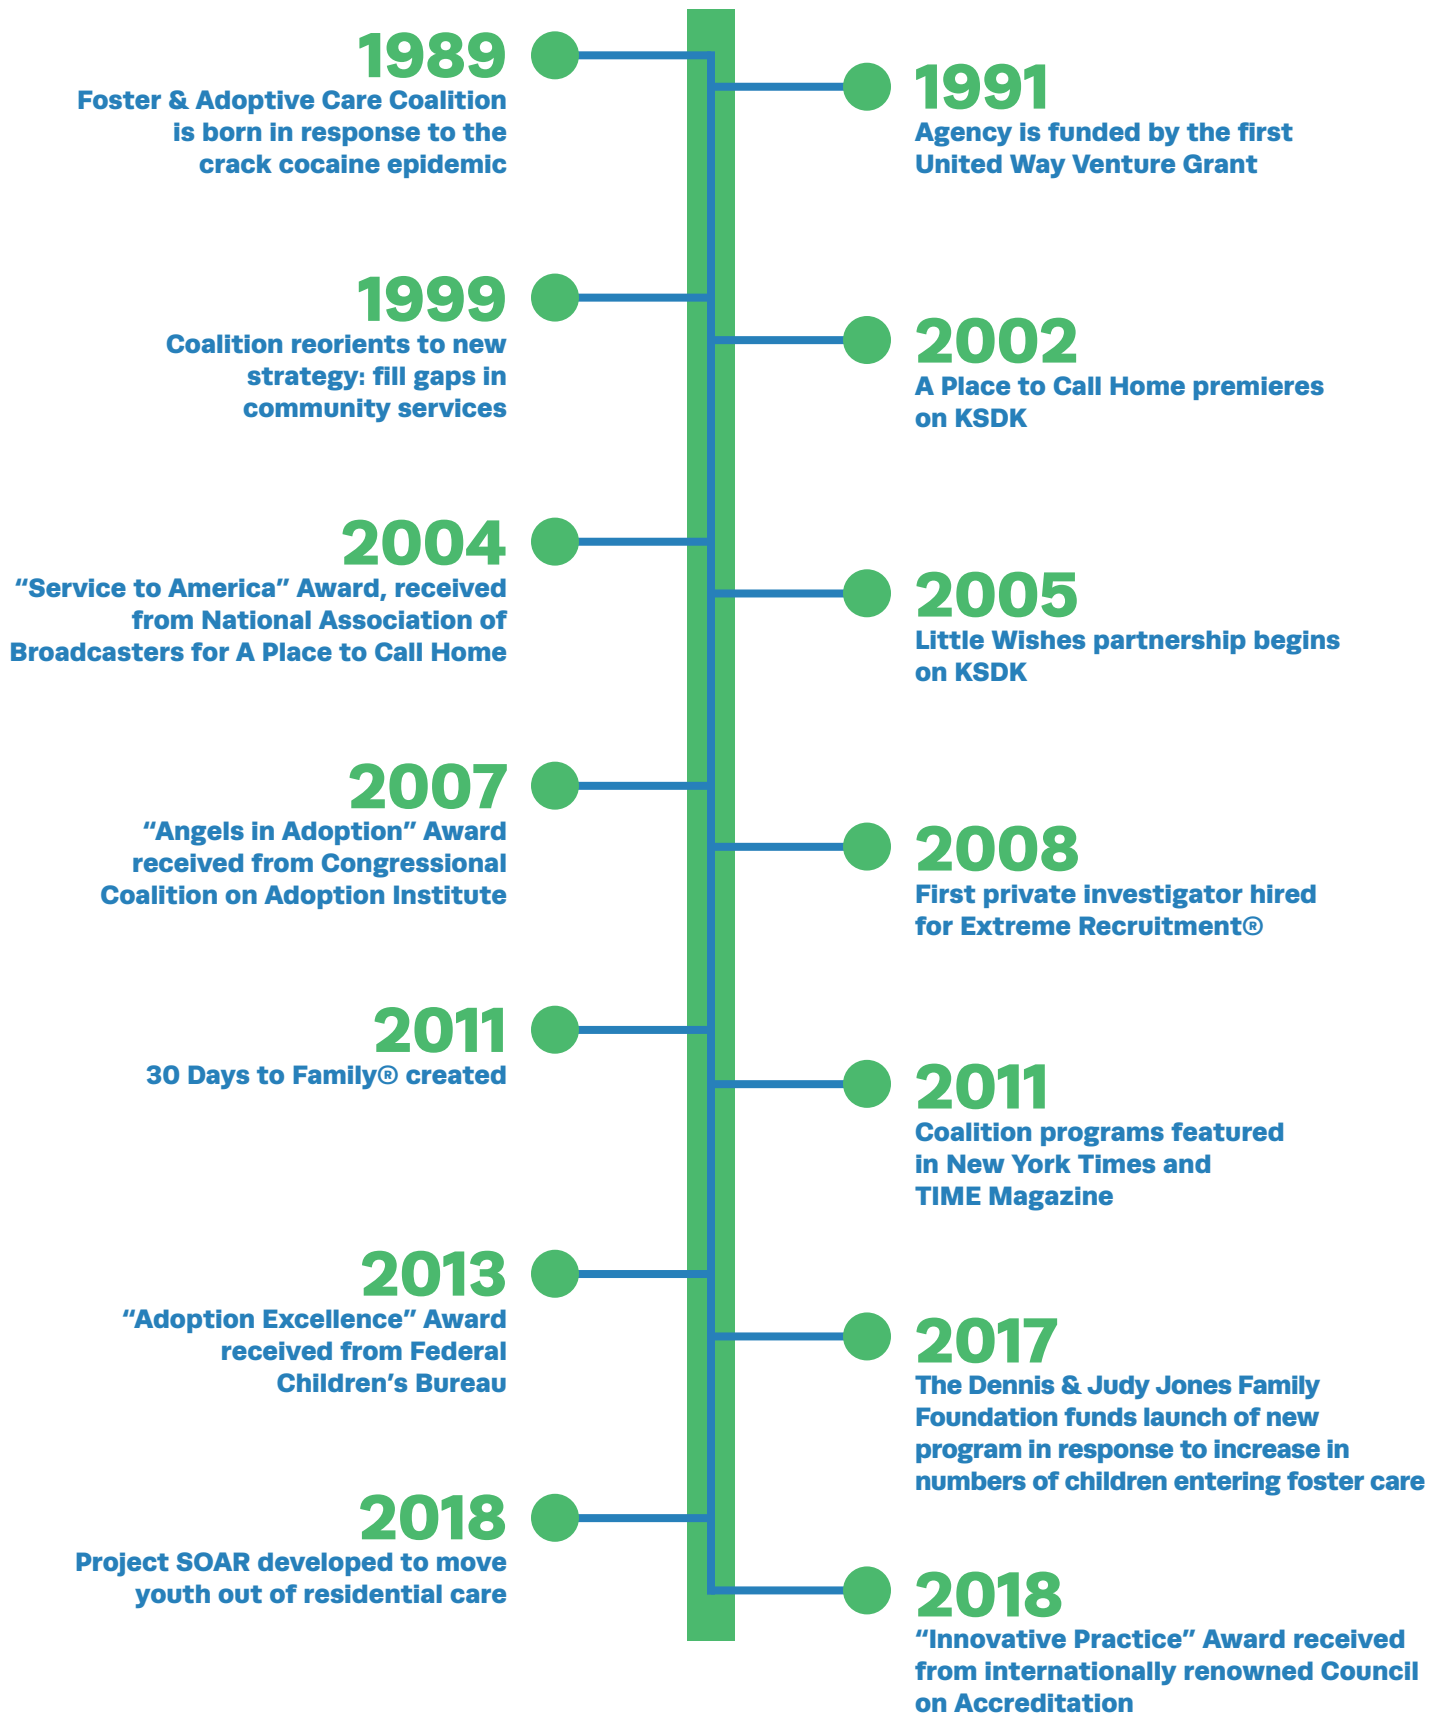 1989
Foster & Adoptive Care Coalition
is born in response to the
crack cocaine epidemic
1991
Agency is funded by the first
United Way Venture Grant
1999
Coalition reorients to new
strategy: fill gaps in
community services
2002
A Place to Call Home premieres
on KSDK
2004
“Service to America” Award, received
from National Association of
Broadcasters for A Place to Call Home
2005
Little Wishes partnership begins
on KSDK
2007
“Angels in Adoption” Award
received from Congressional
Coalition on Adoption Institute
2008
First private investigator hired
for Extreme Recruitment®
2011
30 Days to Family® created
2011
Coalition programs featured
in New York Times and
TIME Magazine
2013
“Adoption Excellence” Award
received from Federal
Children’s Bureau
2017
The Dennis & Judy Jones Family
Foundation funds launch of new
program in response to increase in
numbers of children entering foster care
2018
Project SOAR developed to move
youth out of residential care
2018
“Innovative Practice” Award received
from internationally renowned Council
on Accreditation